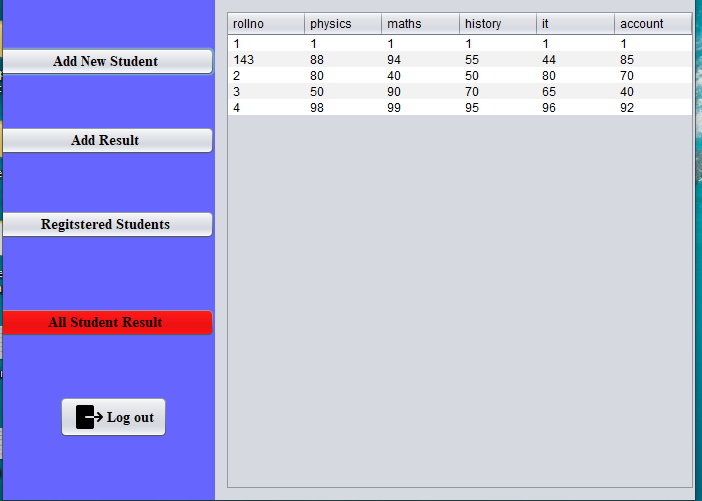 Add New Student
Add Result
Regitstered Students
All Student Result
Log out
rollno physics maths history it account
1 1 1 1 1 1
143 88 94 55 44 85
2 80 40 50 80 70
3 50 90 70 65 40
4 98 99 95 96 92